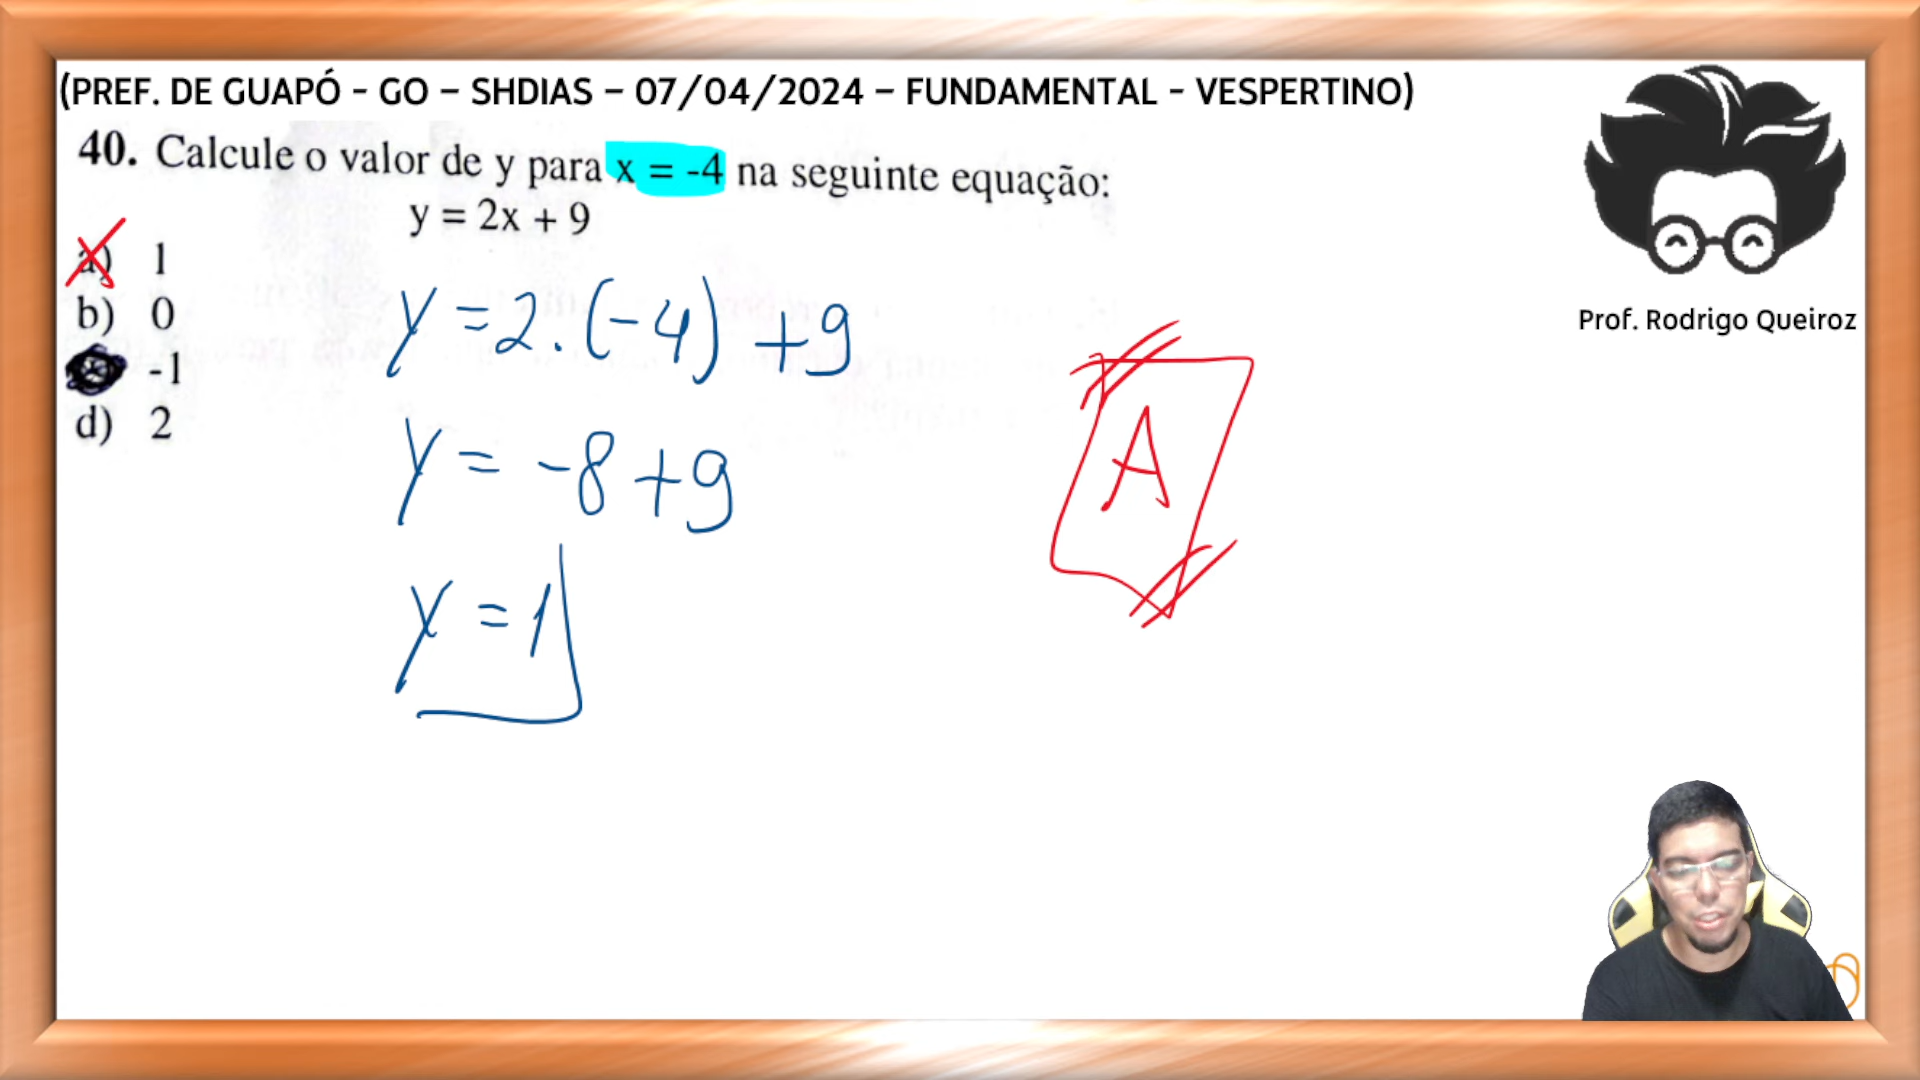 (PREF. DE GUAPÓ - GO – SHDIAS – 07/04/2024 – FUNDAMENTAL - VESPERTINO)
40. Calcule o valor de y para x = -4 na seguinte equação:
y = 2x + 9
a) 1
b) 0
-1
d) 2
y = 2 . (-4) + 9
y = -8 + 9
y = 1
A
Prof. Rodrigo Queiroz